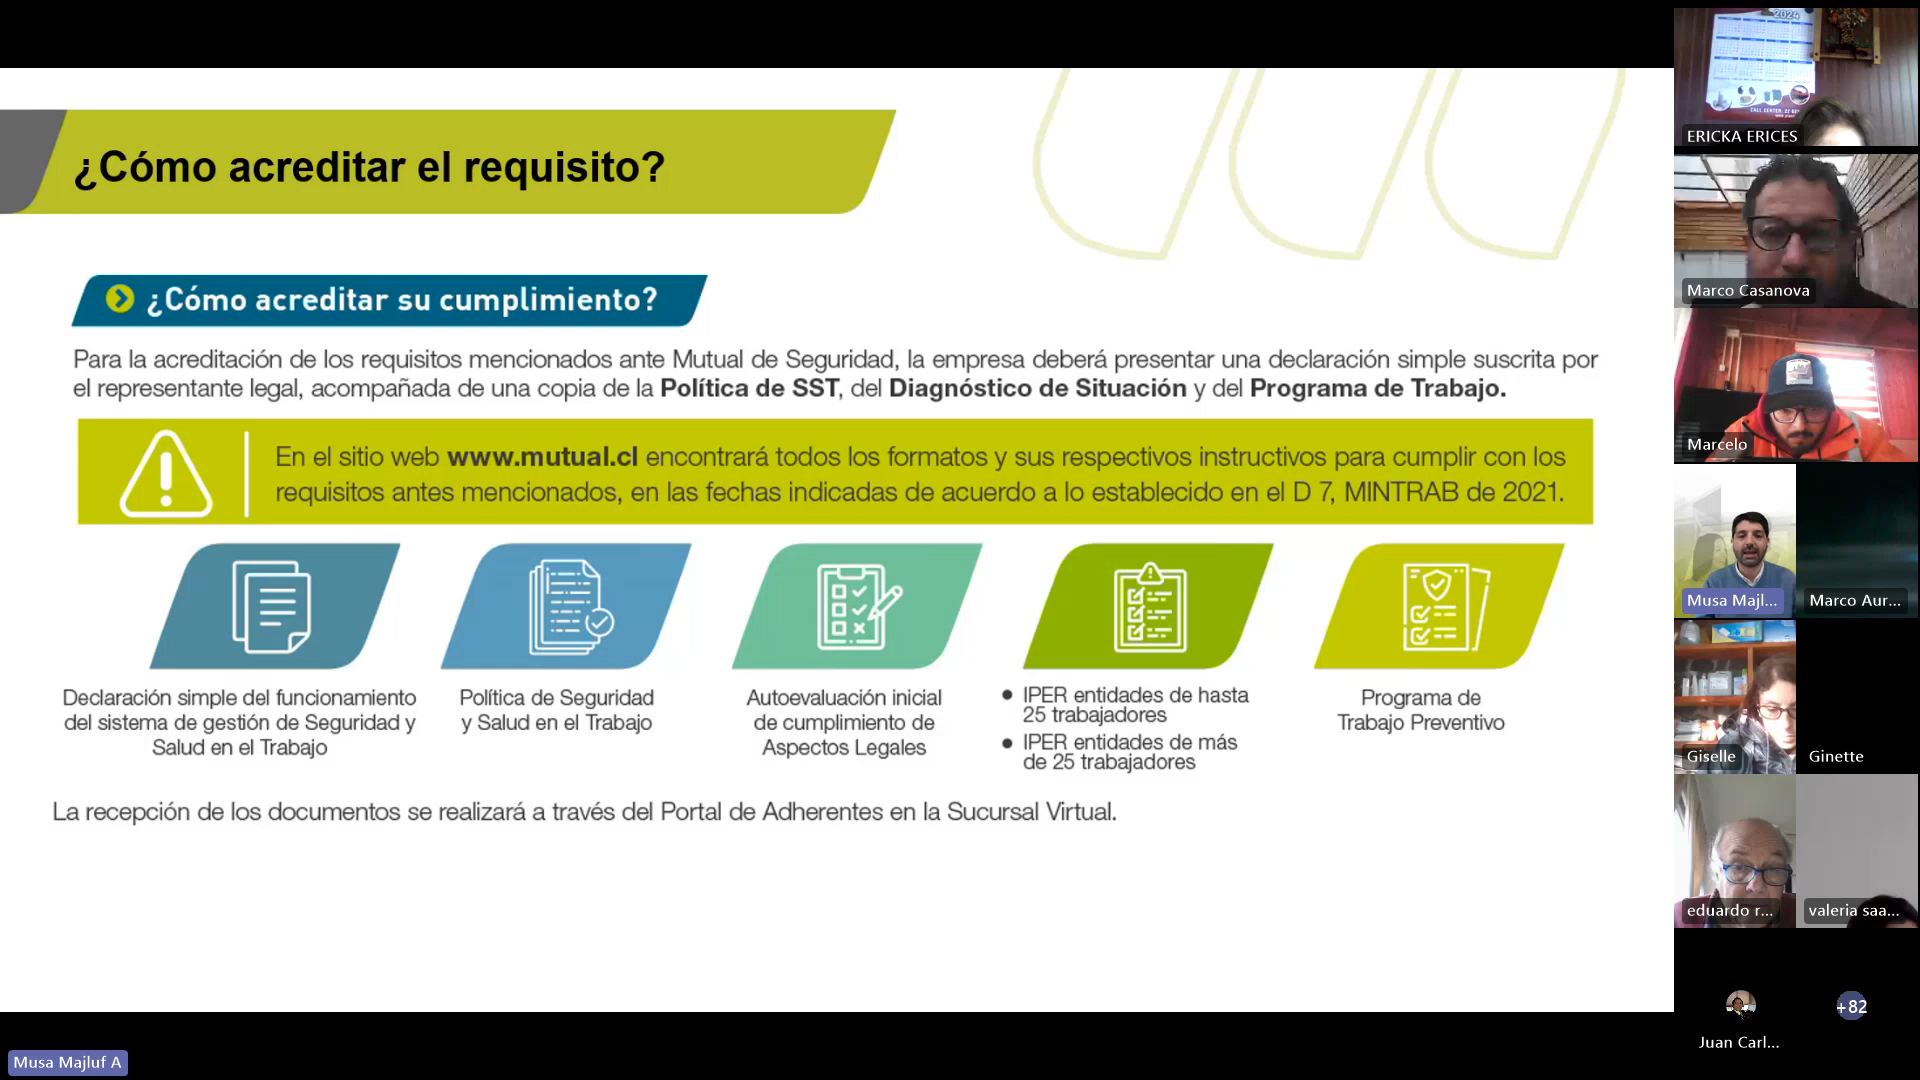 ¿Cómo acreditar el requisito?
¿Cómo acreditar su cumplimiento?
Para la acreditación de los requisitos mencionados ante Mutual de Seguridad, la empresa deberá presentar una declaración simple suscrita por
el representante legal, acompañada de una copia de la Política de SST, del Diagnóstico de Situación y del Programa de Trabajo.
En el sitio web www.mutual.cl encontrará todos los formatos y sus respectivos instructivos para cumplir con los
requisitos antes mencionados, en las fechas indicadas de acuerdo a lo establecido en el D 7, MINTRAB de 2021.
Declaración simple del funcionamiento
del sistema de gestión de Seguridad y
Salud en el Trabajo
Política de Seguridad
y Salud en el Trabajo
Autoevaluación inicial
de cumplimiento de
Aspectos Legales
● IPER entidades de hasta
25 trabajadores
● IPER entidades de más
de 25 trabajadores
Programa de
Trabajo Preventivo
La recepción de los documentos se realizará a través del Portal de Adherentes en la Sucursal Virtual.
Musa Majluf A
2024
CALL CENTER: 22
ERICKA ERICES
Marco Casanova
Marcelo
Musa Majl...
Marco Aur...
Giselle
Ginette
eduardo r...
valeria saa...
Juan Carl...
+82